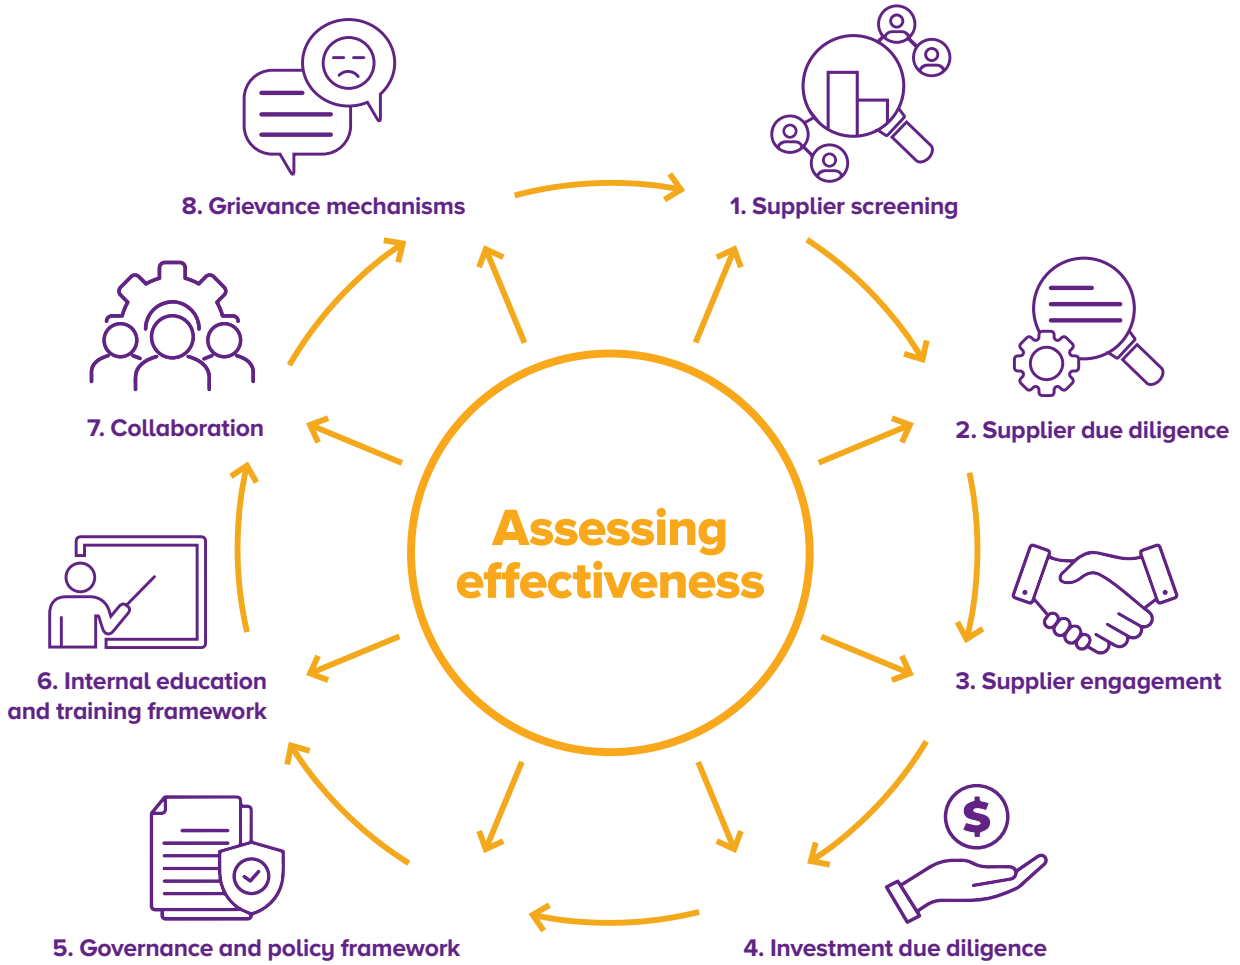 8. Grievance mechanisms
1. Supplier screening
7. Collaboration
2. Supplier due diligence
Assessing
effectiveness
6. Internal education
and training framework
3. Supplier engagement
$
5. Governance and policy framework
4. Investment due diligence